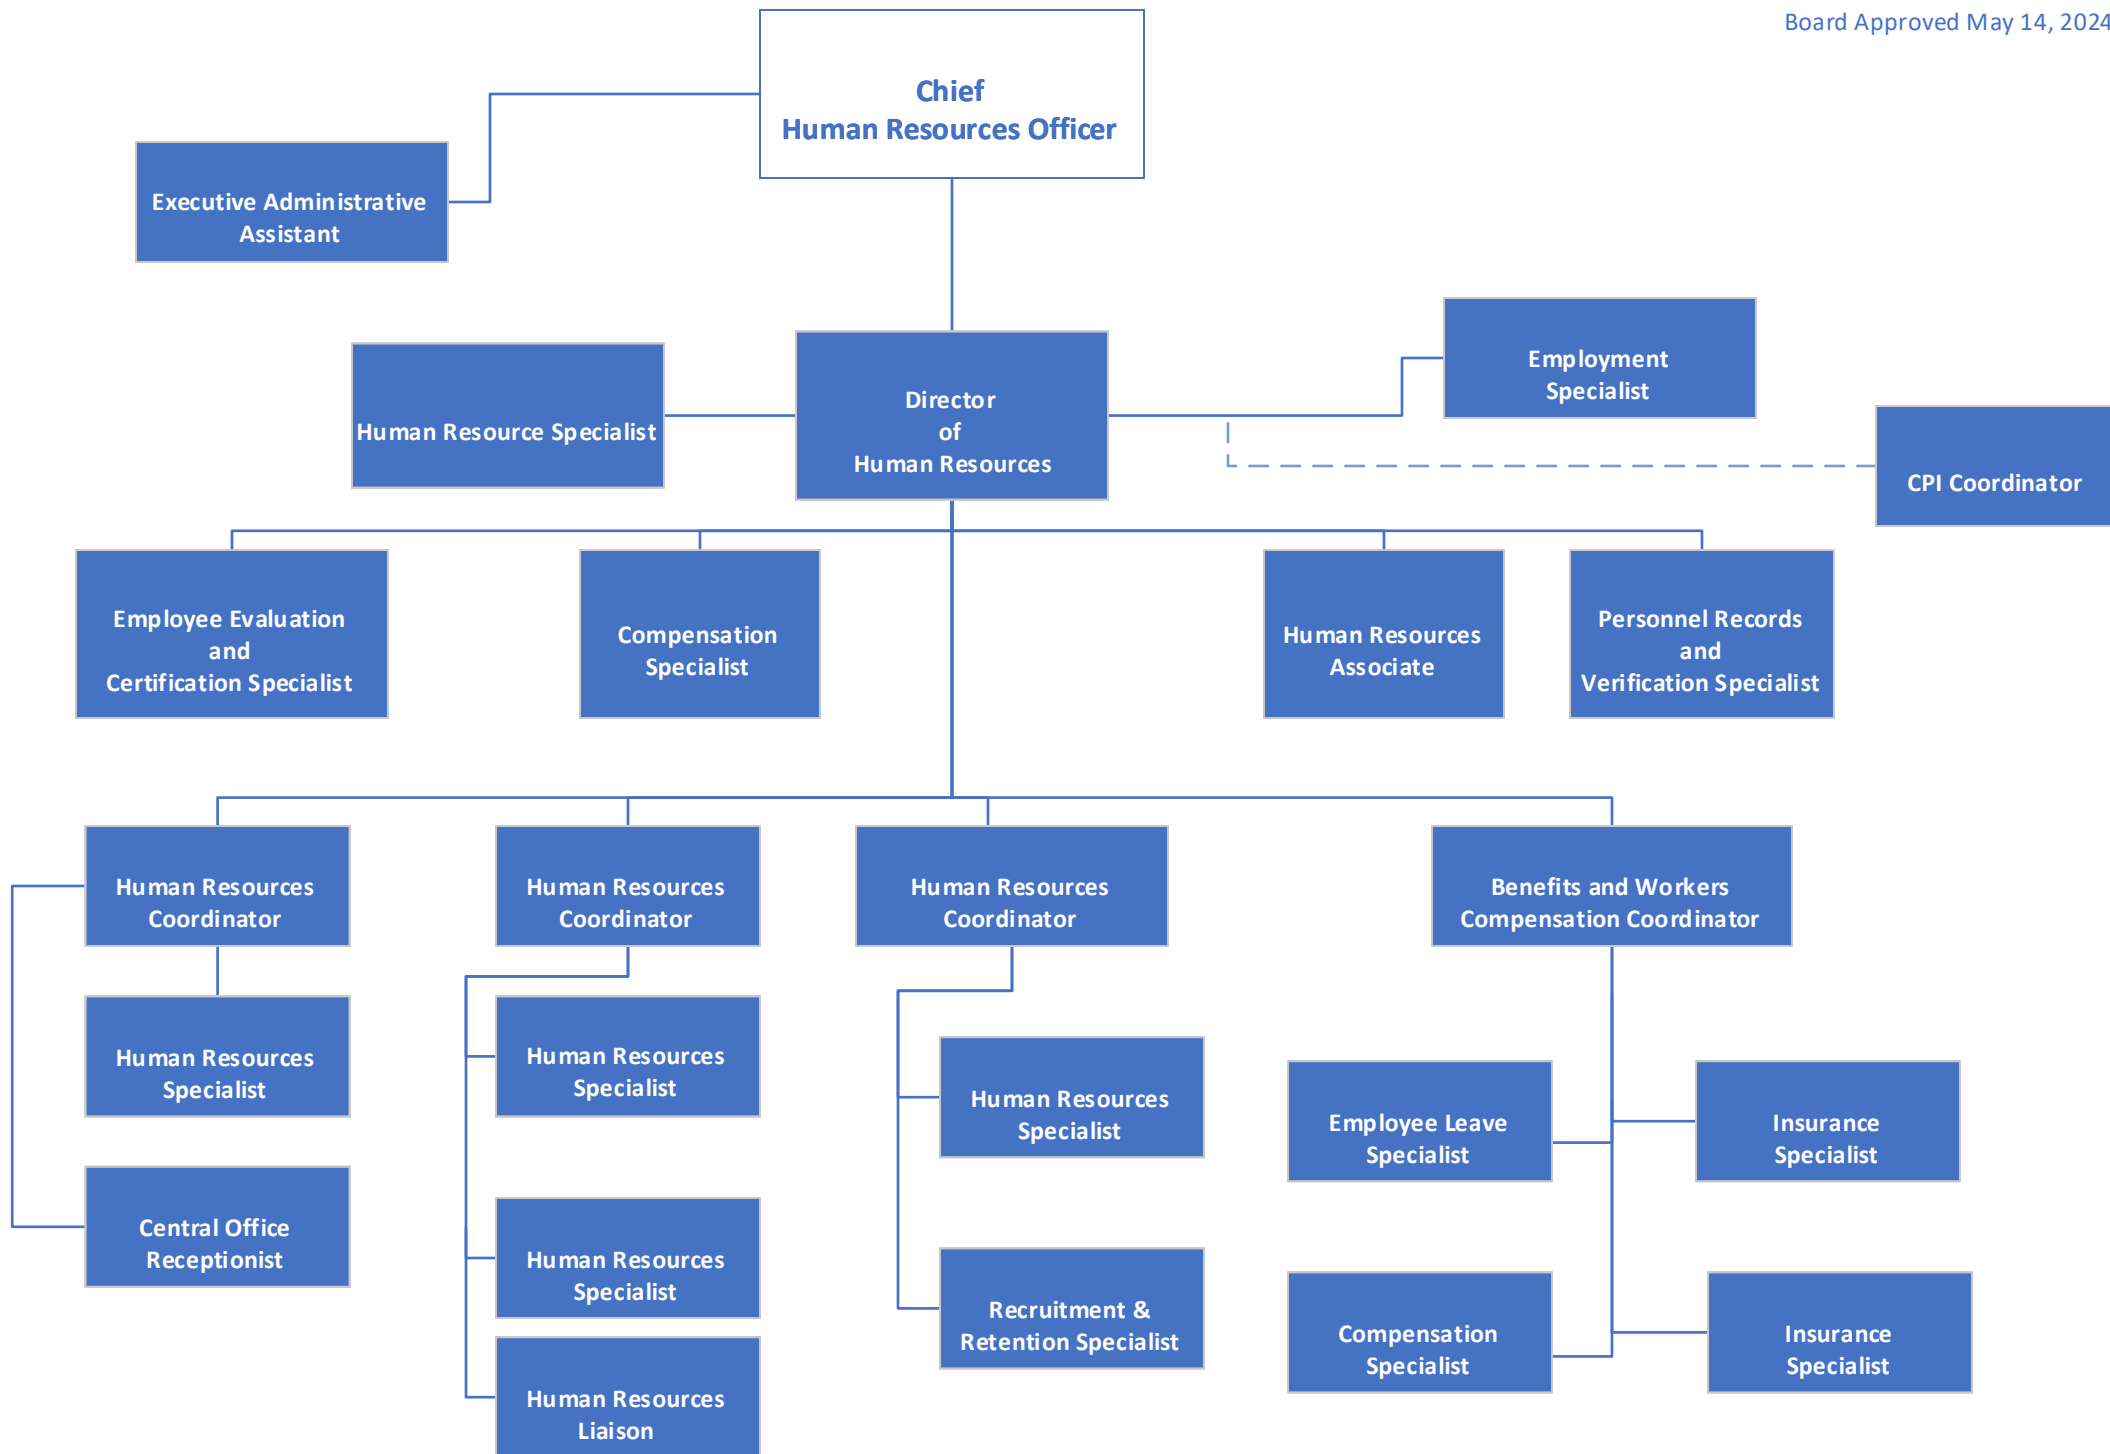 Board Approved May 14, 2024
Chief
Human Resources Officer
Executive Administrative
Assistant
Employment
Specialist
Human Resource Specialist
Director
of
Human Resources
CPI Coordinator
Employee Evaluation
and
Certification Specialist
Compensation
Specialist
Human Resources
Associate
Personnel Records
and
Verification Specialist
Human Resources
Coordinator
Human Resources
Coordinator
Human Resources
Coordinator
Benefits and Workers
Compensation Coordinator
Human Resources
Specialist
Human Resources
Specialist
Human Resources
Specialist
Employee Leave
Specialist
Insurance
Specialist
Central Office
Receptionist
Human Resources
Specialist
Recruitment &
Retention Specialist
Compensation
Specialist
Insurance
Specialist
Human Resources
Liaison